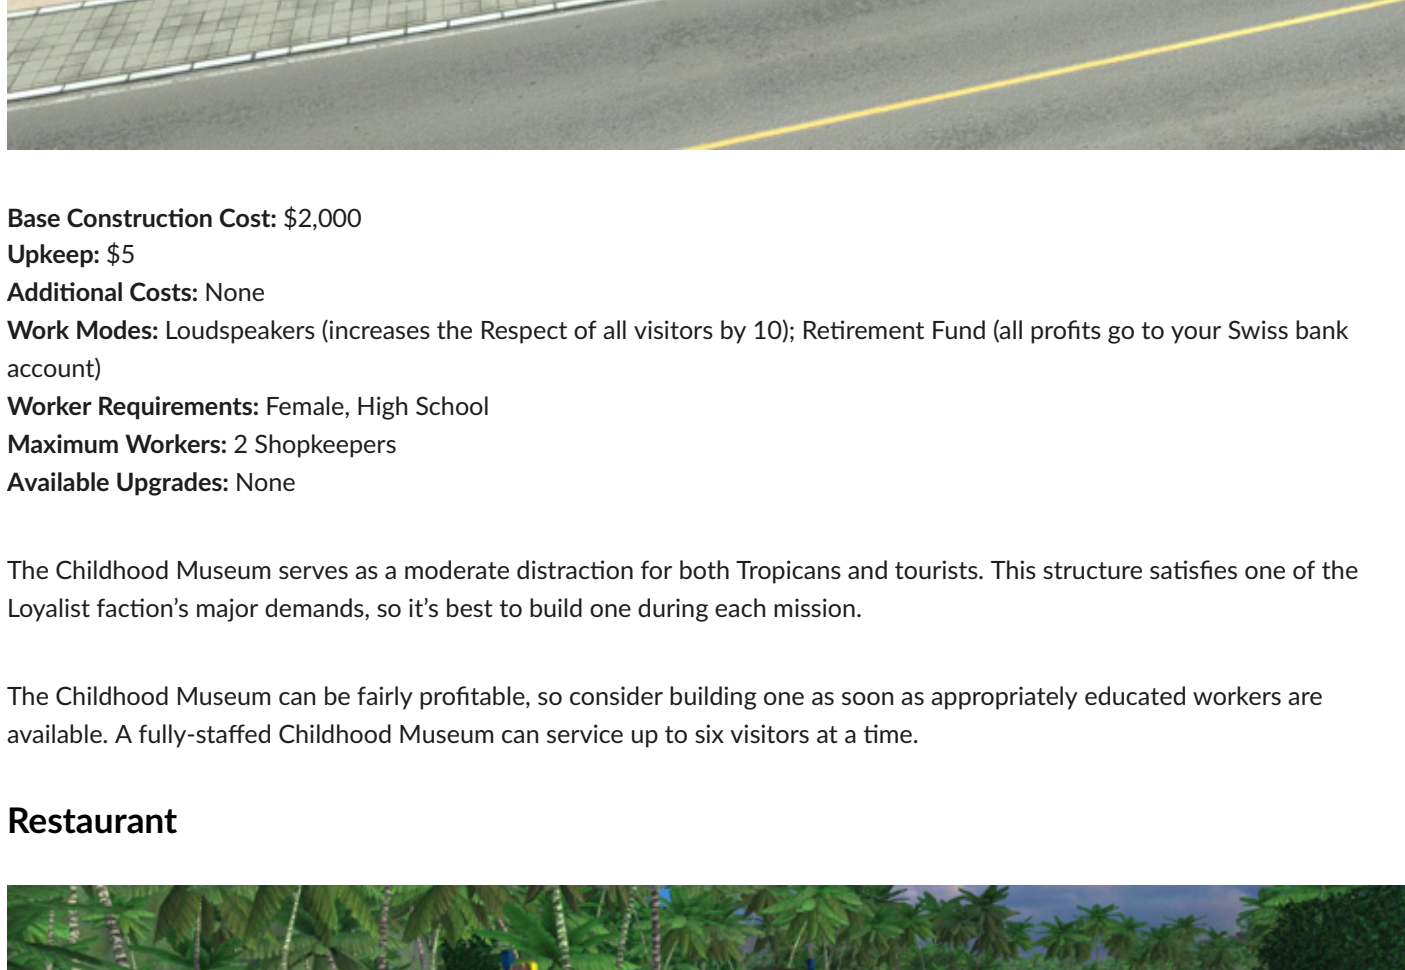 Base Construction Cost: $2,000
Upkeep: $5
Additional Costs: None
Work Modes: Loudspeakers (increases the Respect of all visitors by 10); Retirement Fund (all profits go to your Swiss bank
account)
Worker Requirements: Female, High School
Maximum Workers: 2 Shopkeepers
Available Upgrades: None
The Childhood Museum serves as a moderate distraction for both Tropicans and tourists. This structure satisfies one of the
Loyalist faction’s major demands, so it’s best to build one during each mission.
The Childhood Museum can be fairly profitable, so consider building one as soon as appropriately educated workers are
available. A fully-staffed Childhood Museum can service up to six visitors at a time.
Restaurant